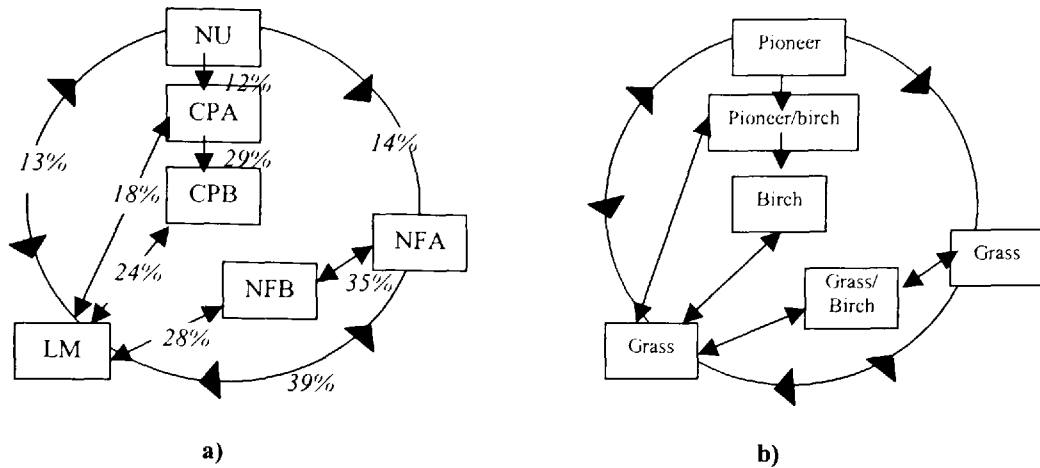 NU
12%
CPA
29%
CPB
13%
18%
14%
24%
NFA
35%
NFB
28%
LM
39%
a)
Pioneer
Pioneer/birch
Birch
Grass
Grass/
Birch
Grass
b)